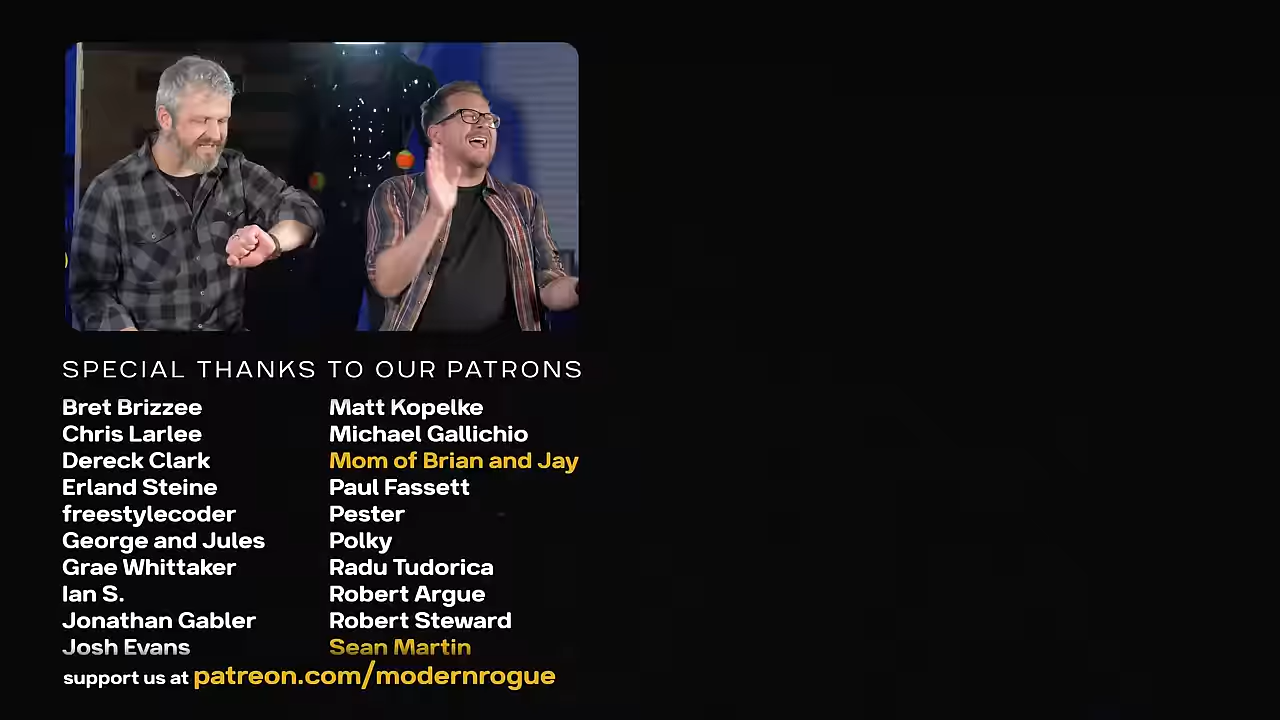 SPECIAL THANKS TO OUR PATRONS
Bret Brizzee
Chris Larlee
Dereck Clark
Erland Steine
freestylecoder
George and Jules
Grae Whittaker
Ian S.
Jonathan Gabler
Josh Evans
Matt Kopelke
Michael Gallichio
Mom of Brian and Jay
Paul Fassett
Pester
Polky
Radu Tudorica
Robert Argue
Robert Steward
Sean Martin
support us at patreon.com/modernrogue